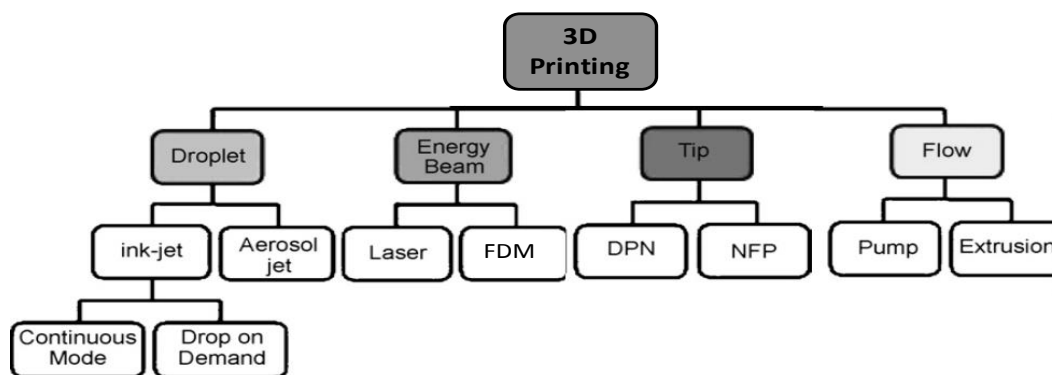 3D
Printing
Droplet
Energy
Beam
Tip
Flow
ink-jet
Aerosol
jet
Laser
FDM
DPN
NFP
Pump
Extrusion
Continuous
Mode
Drop on
Demand